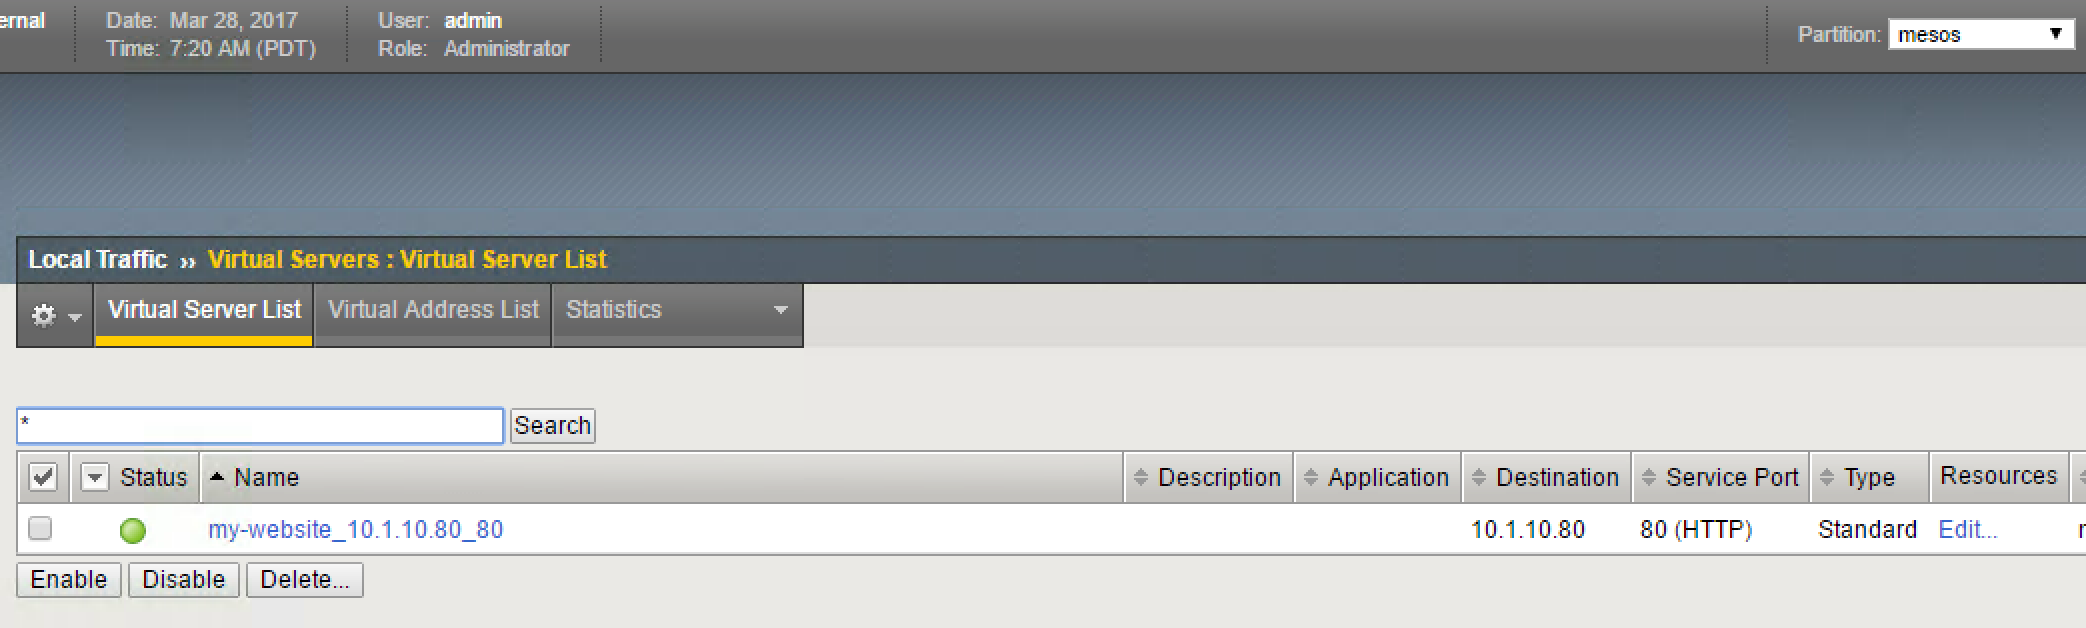 ernal
Date: Mar 28, 2017
Time: 7:20 AM (PDT)
User: admin
Role: Administrator
Partition: mesos
Local Traffic ›› Virtual Servers : Virtual Server List
Virtual Server List
Virtual Address List
Statistics
*
Search
Status Name Description Application Destination Service Port Type Resources
my-website_10.1.10.80_80 10.1.10.80 80 (HTTP) Standard Edit...
Enable Disable Delete...